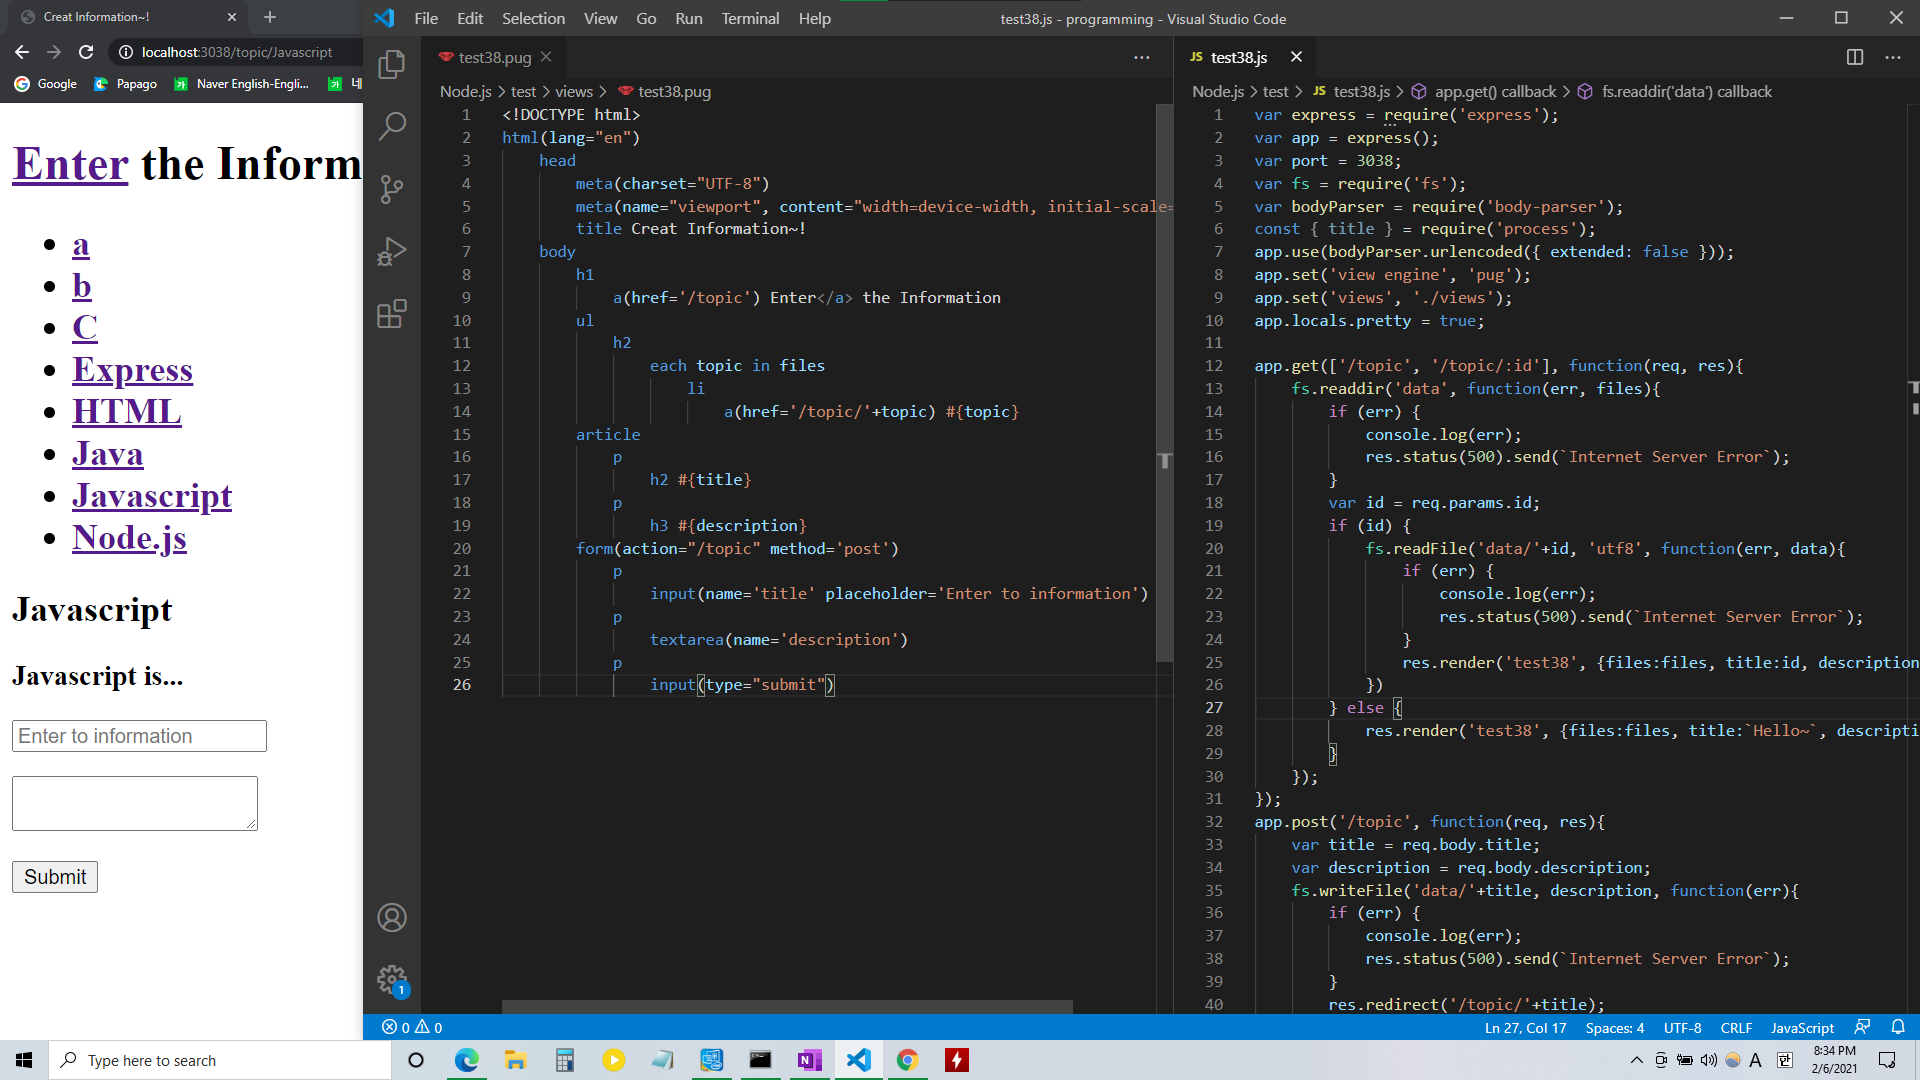 Creat Information~!
localhost:3038/topic/Javascript
Google Papago Naver English-Engli...
Enter the Inform
a
b
C
Express
HTML
Java
Javascript
Node.js
Javascript
Javascript is...
Enter to information
Submit
File Edit Selection View Go Run Terminal Help
test38.js - programming - Visual Studio Code
test38.pug
Node.js > test > views > test38.pug
1 <!DOCTYPE html>
2 html(lang="en")
3 head
4 meta(charset="UTF-8")
5 meta(name="viewport", content="width=device-width, initial-scale=
6 title Creat Information~!
7 body
8 h1
9 a(href='/topic') Enter</a> the Information
10 ul
11 h2
12 each topic in files
13 li
14 a(href='/topic/'+topic) #{topic}
15 article
16 p
17 h2 #{title}
18 p
19 h3 #{description}
20 form(action="/topic" method='post')
21 p
22 input(name='title' placeholder='Enter to information')
23 p
24 textarea(name='description')
25 p
26 input(type="submit")
JS test38.js
Node.js > test > JS test38.js > app.get() callback > fs.readdir('data') callback
1 var express = require('express');
2 var app = express();
3 var port = 3038;
4 var fs = require('fs');
5 var bodyParser = require('body-parser');
6 const { title } = require('process');
7 app.use(bodyParser.urlencoded({ extended: false }));
8 app.set('view engine', 'pug');
9 app.set('views', './views');
10 app.locals.pretty = true;
11
12 app.get(['/topic', '/topic/:id'], function(req, res){
13 fs.readdir('data', function(err, files){
14 if (err) {
15 console.log(err);
16 res.status(500).send(`Internet Server Error`);
17 }
18 var id = req.params.id;
19 if (id) {
20 fs.readFile('data/'+id, 'utf8', function(err, data){
21 if (err) {
22 console.log(err);
23 res.status(500).send(`Internet Server Error`);
24 }
25 res.render('test38', {files:files, title:id, description
26 })
27 } else {
28 res.render('test38', {files:files, title:`Hello~`, descripti
29 }
30 });
31 });
32 app.post('/topic', function(req, res){
33 var title = req.body.title;
34 var description = req.body.description;
35 fs.writeFile('data/'+title, description, function(err){
36 if (err) {
37 console.log(err);
38 res.status(500).send(`Internet Server Error`);
39 }
40 res.redirect('/topic/'+title);
1
0 0
Ln 27, Col 17 Spaces: 4 UTF-8 CRLF JavaScript
Type here to search
A 한
8:34 PM
2/6/2021